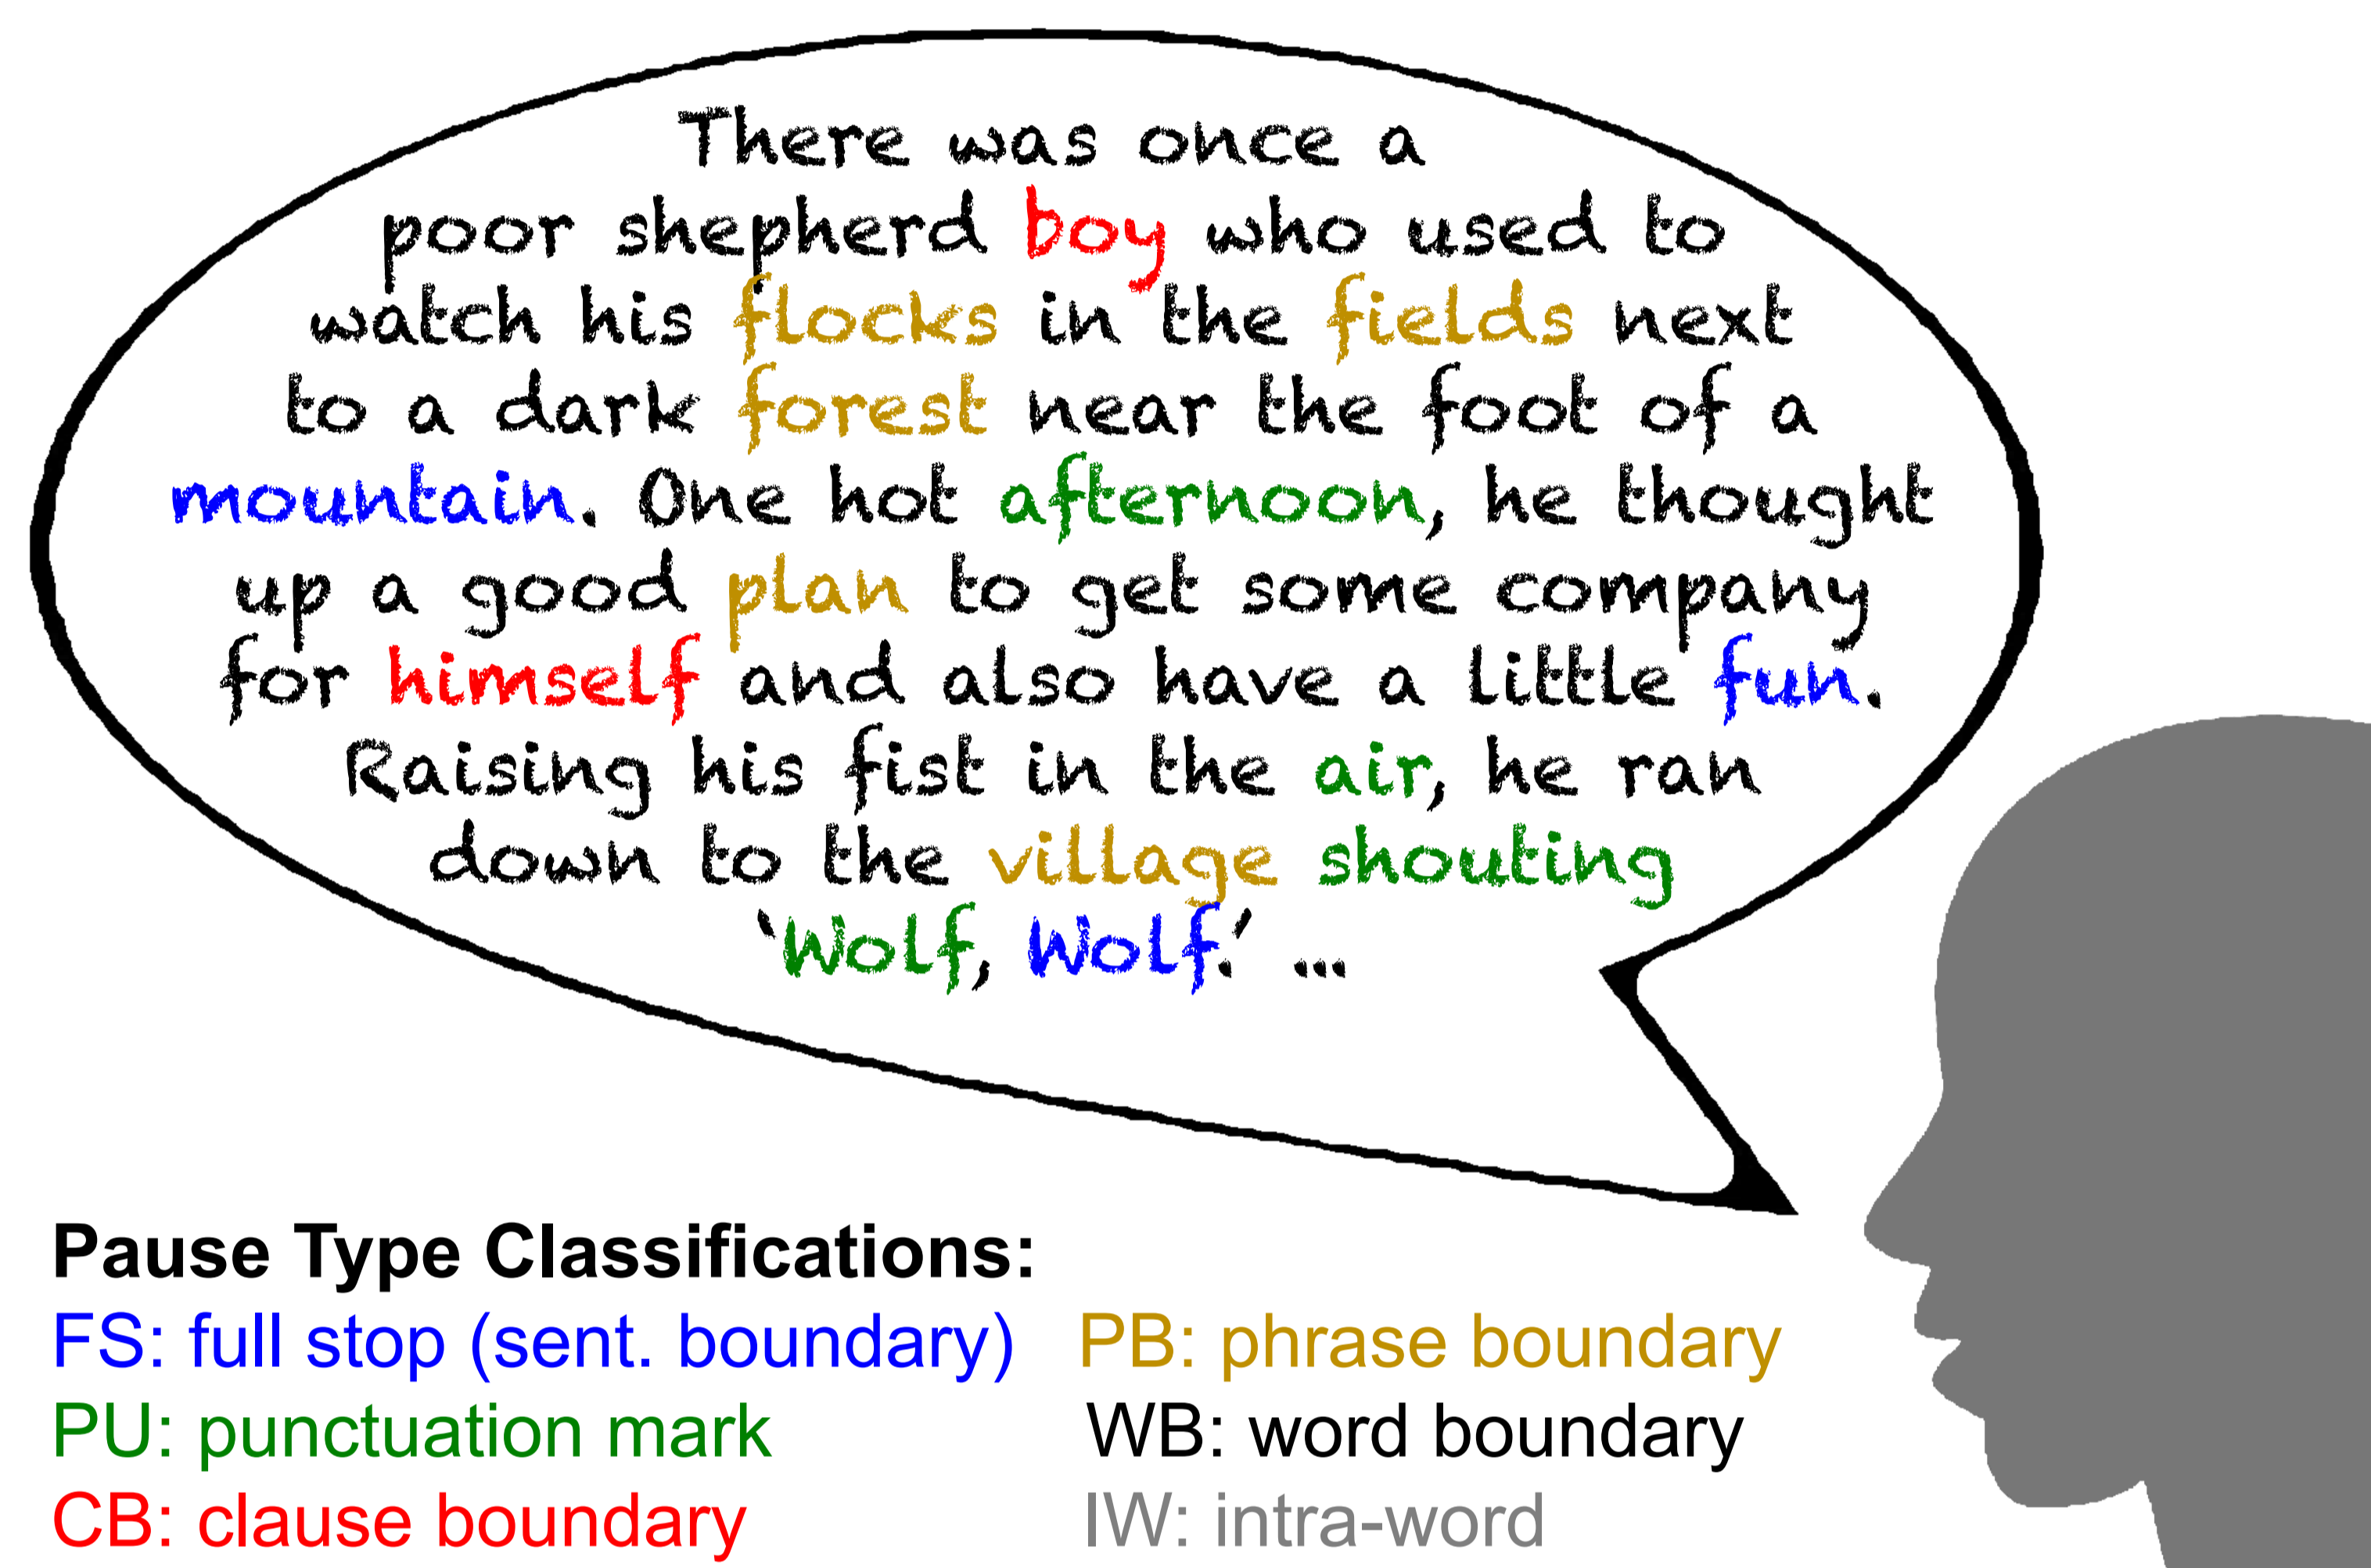 There was once a
poor shepherd boy who used to
watch his flocks in the fields next
to a dark forest near the foot of a
mountain. One hot afternoon, he thought
up a good plan to get some company
for himself and also have a little fun.
Raising his fist in the air, he ran
down to the village shouting
‘Wolf, Wolf.’ ...
Pause Type Classifications:
FS: full stop (sent. boundary)
PU: punctuation mark
CB: clause boundary
PB: phrase boundary
WB: word boundary
IW: intra-word